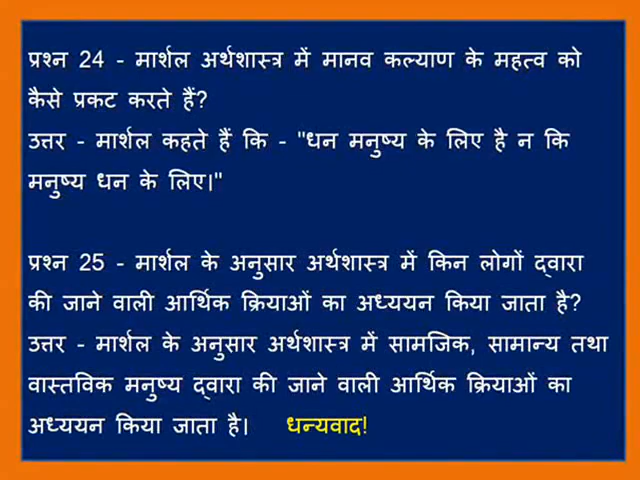 प्रश्न 24 - मार्शल अर्थशास्त्र में मानव कल्याण के महत्व को
कैसे प्रकट करते हैं?
उत्तर - मार्शल कहते हैं कि - "धन मनुष्य के लिए है न कि
मनुष्य धन के लिए।"
प्रश्न 25 - मार्शल के अनुसार अर्थशास्त्र में किन लोगों द्वारा
की जाने वाली आर्थिक क्रियाओं का अध्ययन किया जाता है?
उत्तर - मार्शल के अनुसार अर्थशास्त्र में सामजिक, सामान्य तथा
वास्तविक मनुष्य द्वारा की जाने वाली आर्थिक क्रियाओं का
अध्ययन किया जाता है। धन्यवाद!